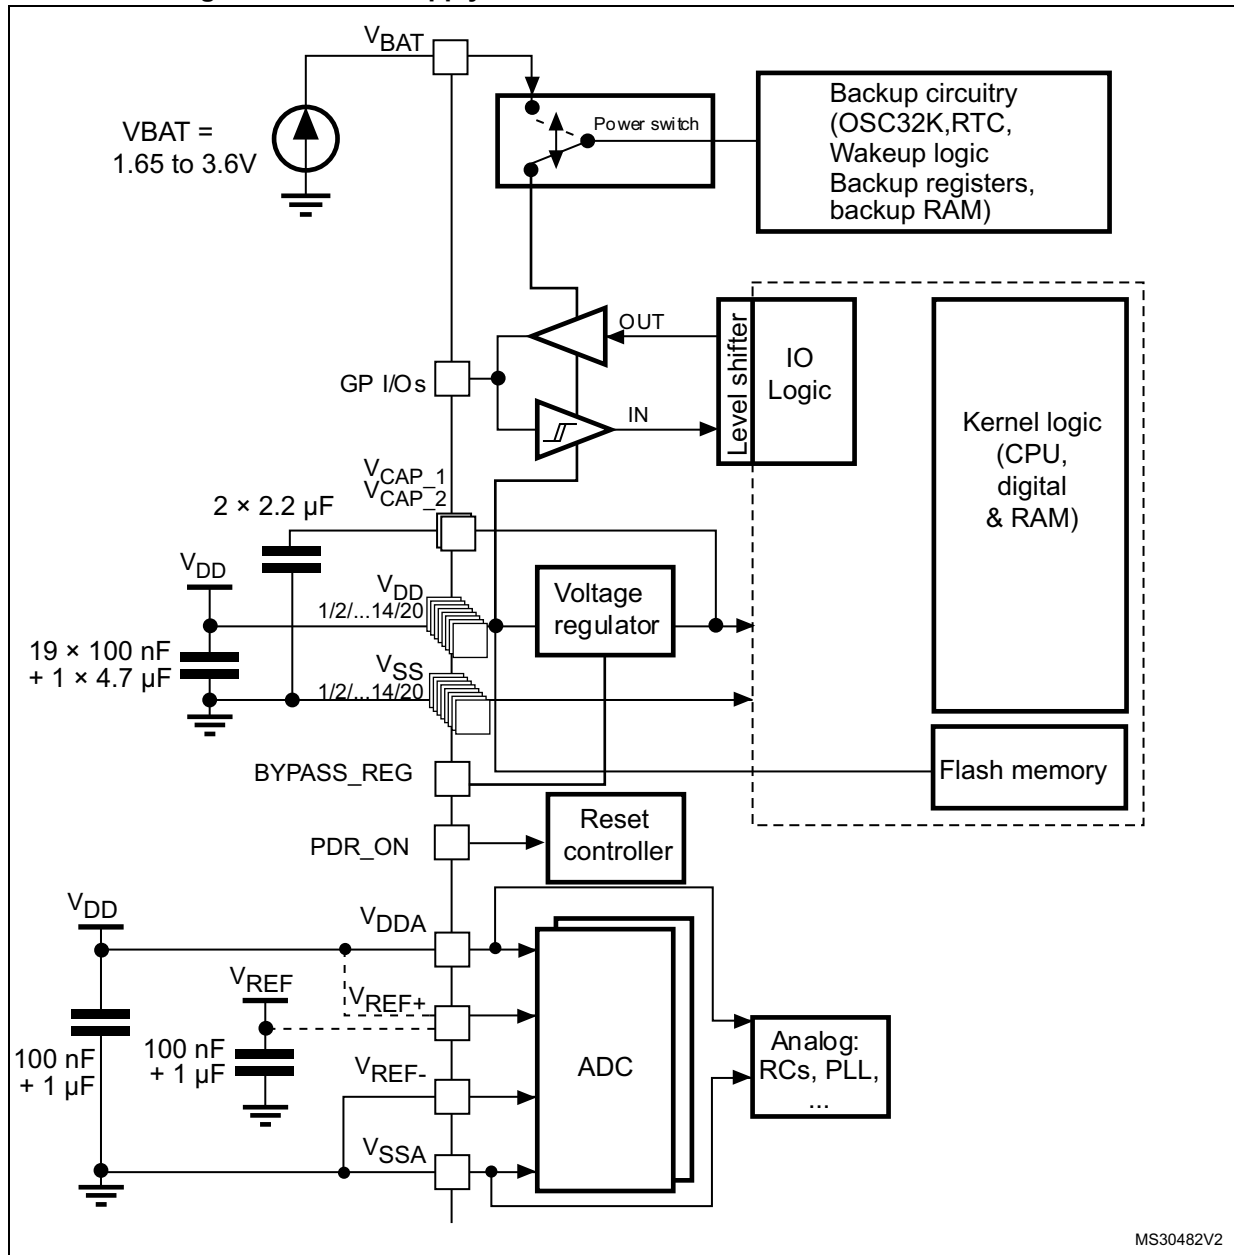 VBAT
VBAT =
1.65 to 3.6V
Power switch
Backup circuitry
(OSC32K,RTC,
Wakeup logic
Backup registers,
backup RAM)
OUT
GP I/Os
IN
Level shifter
IO
Logic
Kernel logic
(CPU,
digital
& RAM)
VCAP_1
VCAP_2
2 × 2.2 µF
VDD
VDD
1/2/...14/20
Voltage
regulator
19 × 100 nF
+ 1 × 4.7 µF
VSS
1/2/...14/20
BYPASS_REG
Flash memory
PDR_ON
Reset
controller
VDD
VDDA
VREF
VREF+
100 nF
+ 1 µF
100 nF
+ 1 µF
VREF-
ADC
Analog:
RCs, PLL,
...
VSSA
MS30482V2